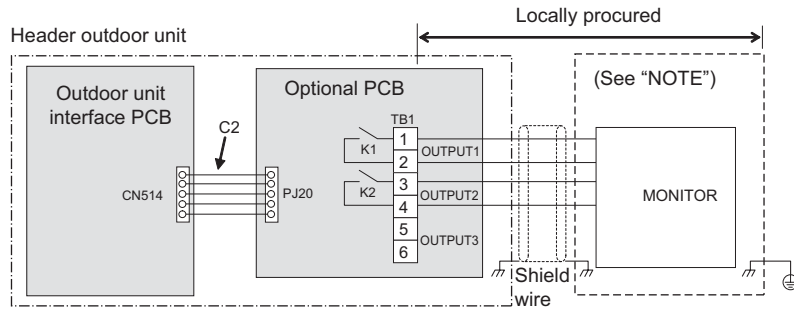 Locally procured
Header outdoor unit
Outdoor unit
interface PCB
C2
CN514
Optional PCB
PJ20
TB1
K1
K2
1
2
3
4
5
6
OUTPUT1
OUTPUT2
OUTPUT3
Shield
wire
(See “NOTE”)
MONITOR